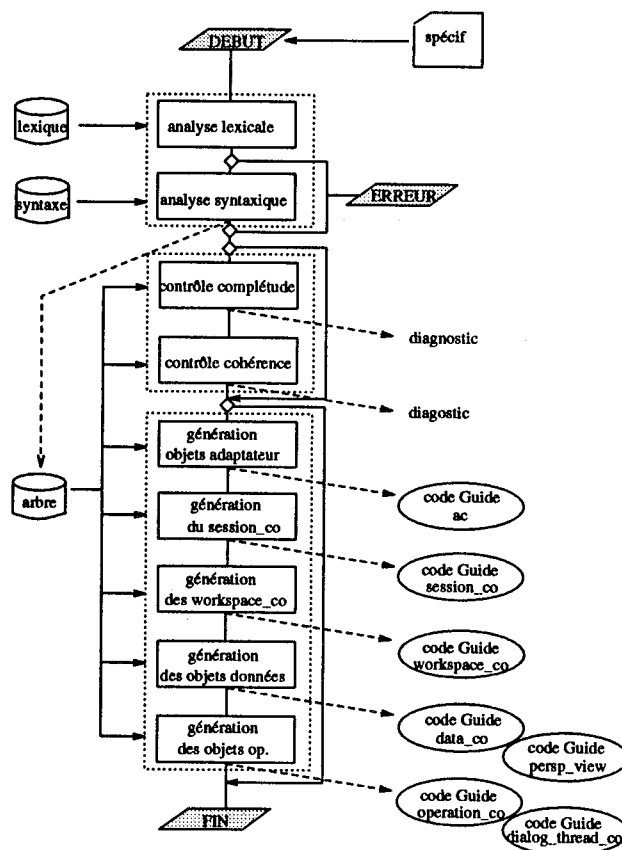 DEBUT
spécif
lexique
analyse lexicale
syntaxe
analyse syntaxique
ERREUR
contrôle complétude
diagnostic
contrôle cohérence
diagostic
génération
objets adaptateur
arbre
code Guide
ac
génération
du session_co
code Guide
session_co
génération
des workspace_co
code Guide
workspace_co
génération
des objets données
code Guide
data_co
code Guide
persp_view
génération
des objets op.
code Guide
operation_co
code Guide
dialog_thread_co
FIN